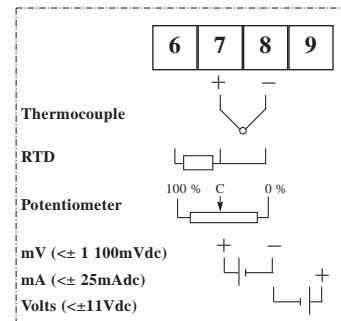 6 7 8 9
+ −
Thermocouple
RTD
100 % C 0 %
Potentiometer
+ −
mV (<± 1 100mVdc)
+
mA (<± 25mAdc)
Volts (<±11Vdc)